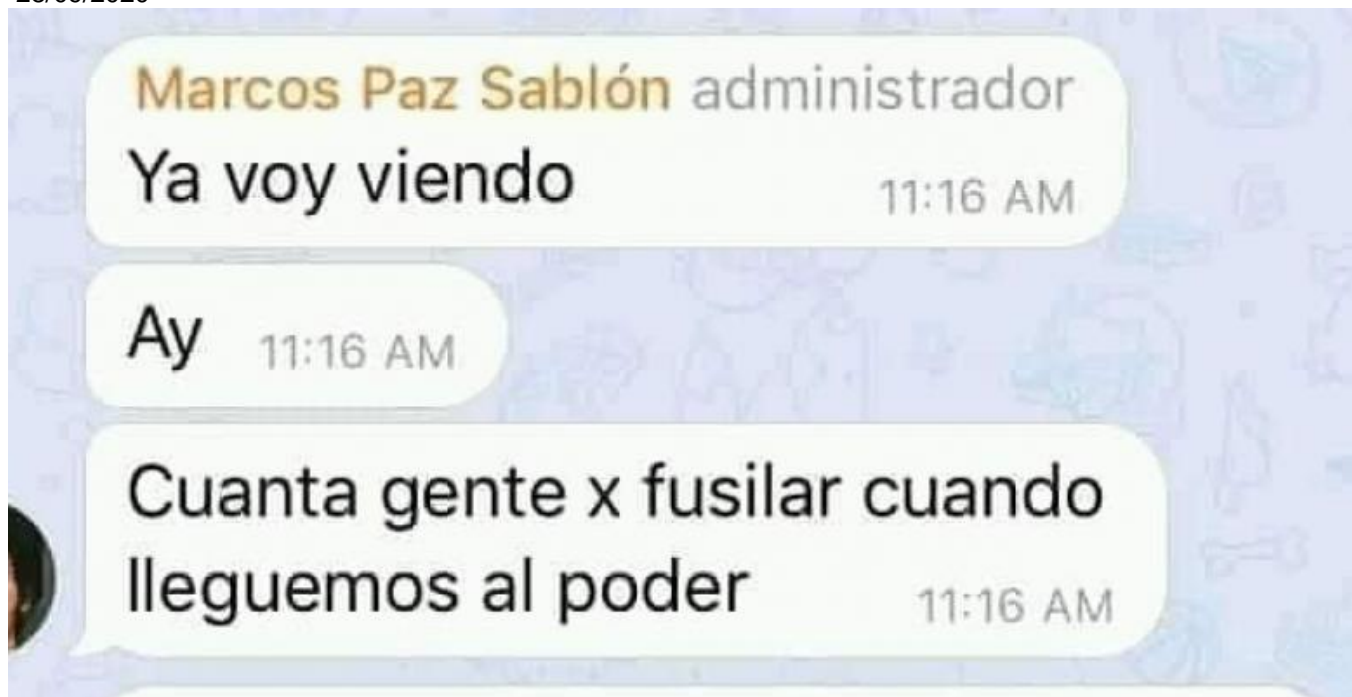 Marcos Paz Sablón administrador
Ya voy viendo 11:16 AM
Ay 11:16 AM
Cuanta gente x fusilar cuando
lleguemos al poder 11:16 AM